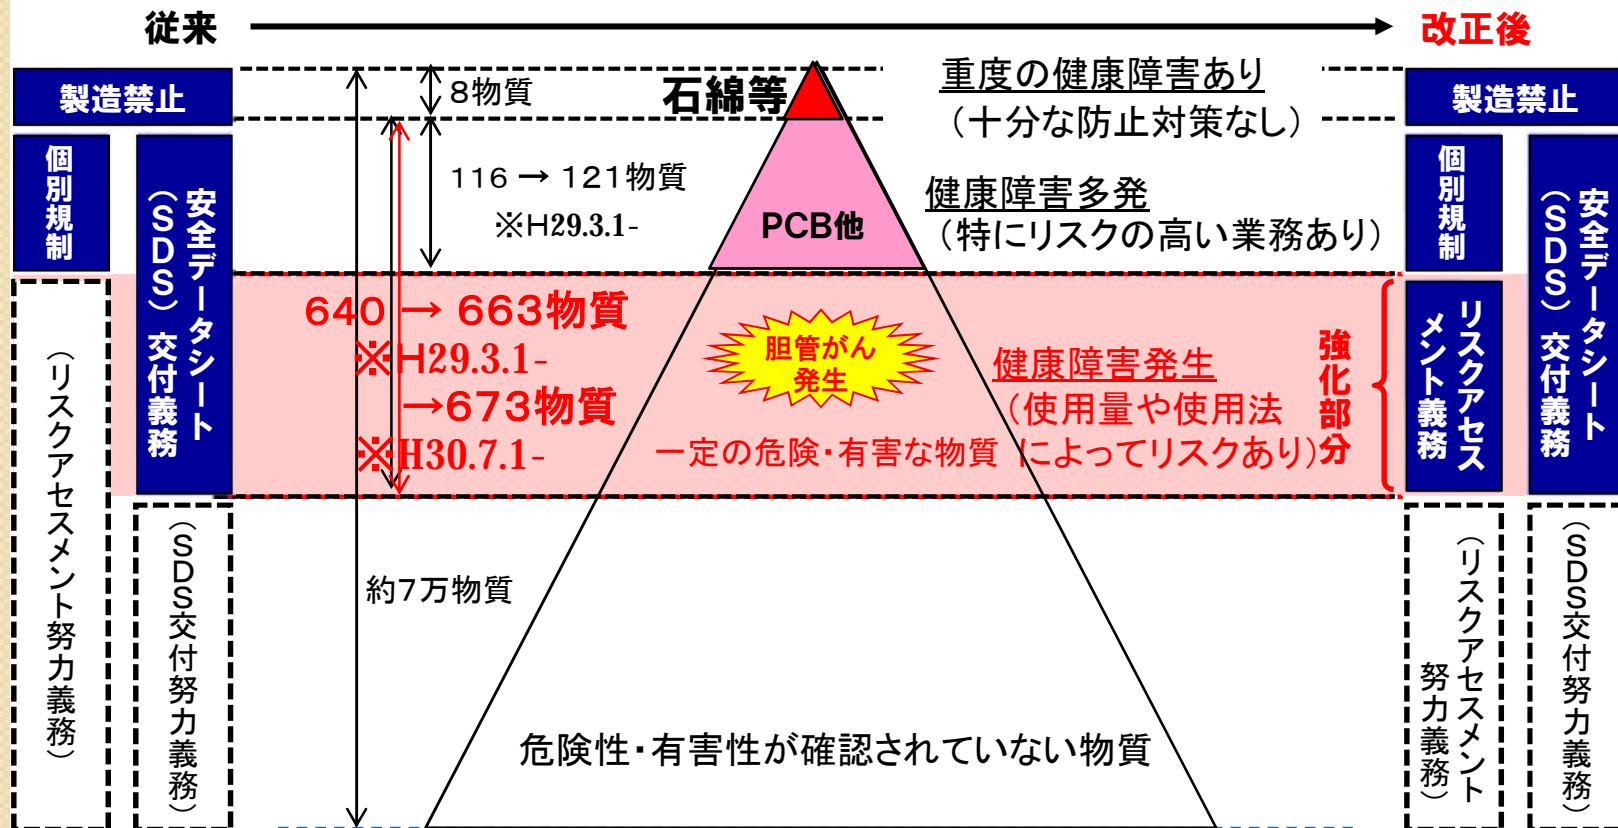 従来
改正後
製造禁止
8物質
石綿等
重度の健康障害あり
（十分な防止対策なし）
製造禁止
個別規制
安全データシート
（SDS）交付義務
116 → 121物質
※H29.3.1-
PCB他
健康障害多発
（特にリスクの高い業務あり）
個別規制
安全データシート
（SDS）交付義務
（リスクアセスメント努力義務）
640 → 663物質
※H29.3.1-
→673物質
※H30.7.1-
胆管がん
発生
一定の危険・有害な物質
健康障害発生
（使用量や使用法
によってリスクあり）
強化部分
リスクアセス
メント義務
（SDS交付努力義務）
約7万物質
危険性・有害性が確認されていない物質
（リスクアセスメント
努力義務）
（SDS交付努力義務）